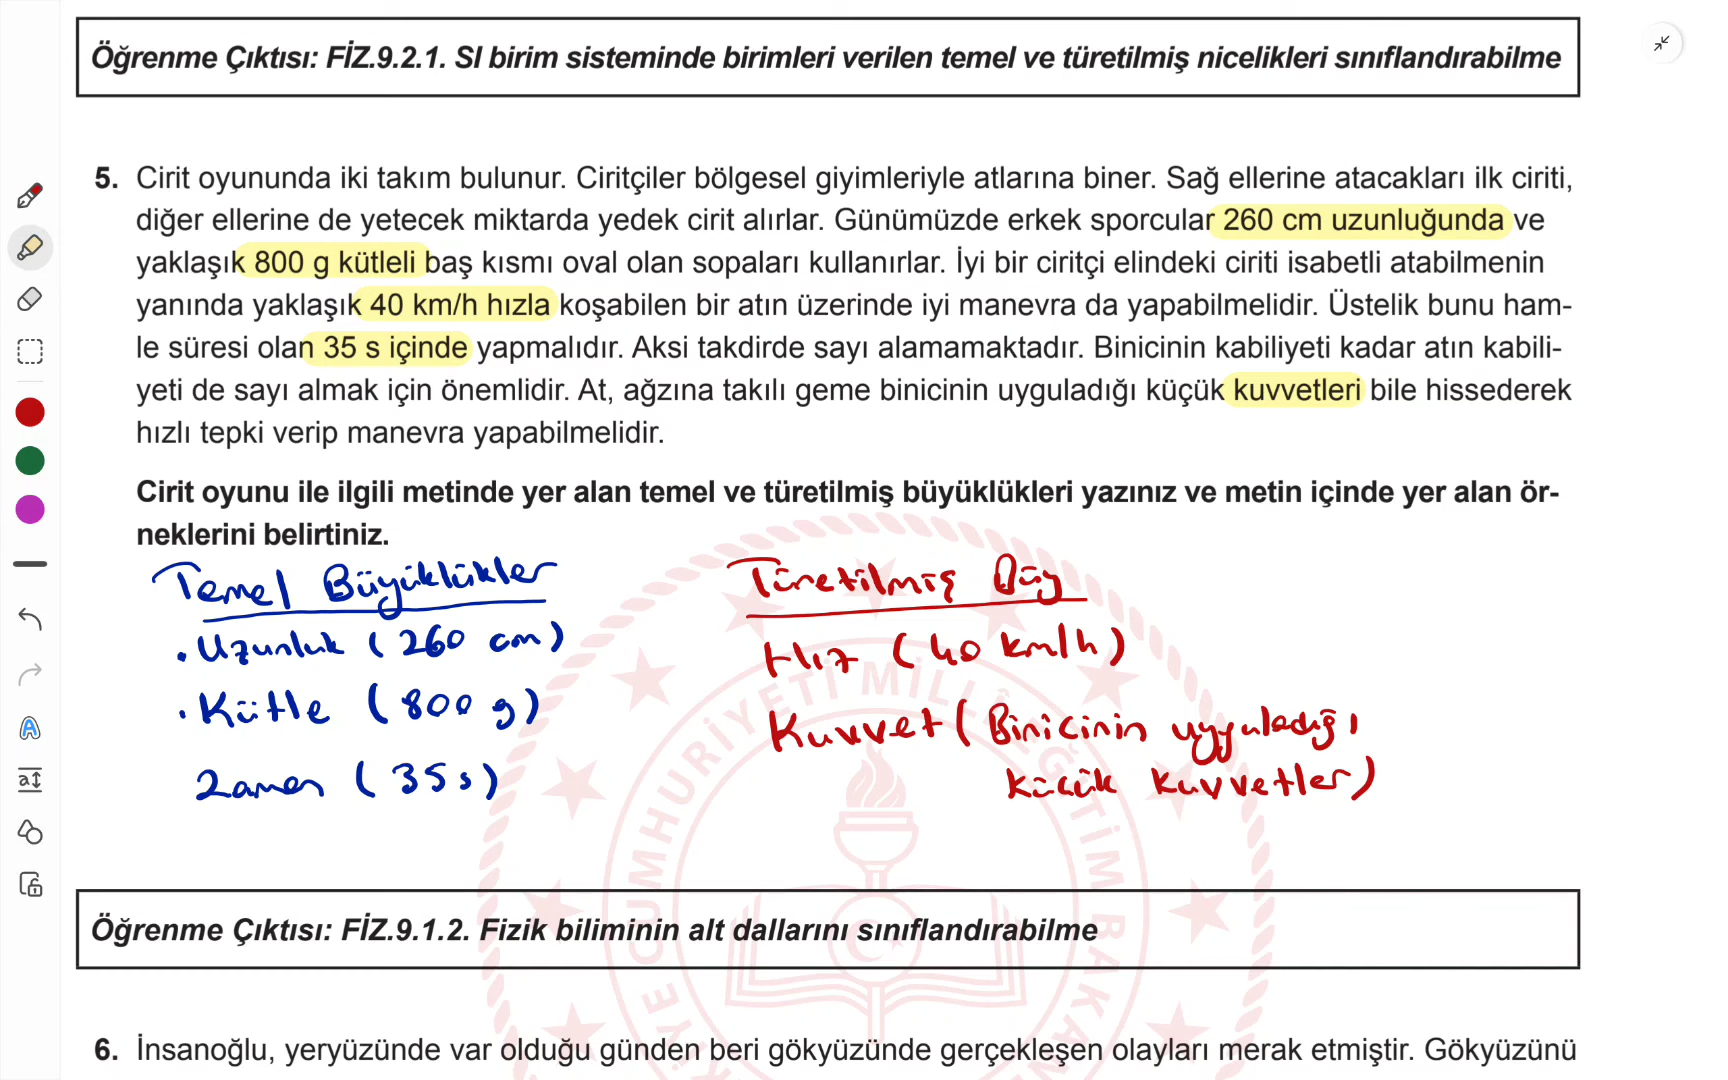 Öğrenme Çıktısı: FİZ.9.2.1. SI birim sisteminde birimleri verilen temel ve türetilmiş nicelikleri sınıflandırabilme
5. Cirit oyununda iki takım bulunur. Ciritçiler bölgesel giyimleriyle atlarına biner. Sağ ellerine atacakları ilk ciriti,
diğer ellerine de yetecek miktarda yedek cirit alırlar. Günümüzde erkek sporcular 260 cm uzunluğunda ve
yaklaşık 800 g kütleli baş kısmı oval olan sopaları kullanırlar. İyi bir ciritçi elindeki ciriti isabetli atabilmenin
yanında yaklaşık 40 km/h hızla koşabilen bir atın üzerinde iyi manevra da yapabilmelidir. Üstelik bunu ham-
le süresi olan 35 s içinde yapmalıdır. Aksi takdirde sayı alamamaktadır. Binicinin kabiliyeti kadar atın kabili-
yeti de sayı almak için önemlidir. At, ağzına takılı geme binicinin uyguladığı küçük kuvvetleri bile hissederek
hızlı tepki verip manevra yapabilmelidir.
Cirit oyunu ile ilgili metinde yer alan temel ve türetilmiş büyüklükleri yazınız ve metin içinde yer alan ör-
neklerini belirtiniz.
Temel Büyüklükler
• Uzunluk (260 cm)
• Kütle (800 g)
Zaman (35 s)
Türetilmiş Büy
Hız (40 km/h)
Kuvvet (Binicinin uyguladığı
küçük kuvvetler)
Öğrenme Çıktısı: FİZ.9.1.2. Fizik biliminin alt dallarını sınıflandırabilme
6. İnsanoğlu, yeryüzünde var olduğu günden beri gökyüzünde gerçekleşen olayları merak etmiştir. Gökyüzünü